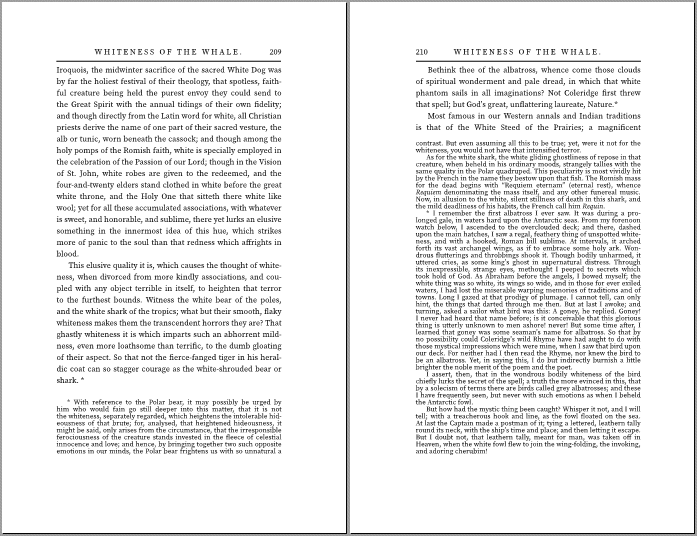 WHITENESS OF THE WHALE. 209
Iroquois, the midwinter sacrifice of the sacred White Dog was
by far the holiest festival of their theology, that spotless, faith-
ful creature being held the purest envoy they could send to
the Great Spirit with the annual tidings of their own fidelity;
and though directly from the Latin word for white, all Christian
priests derive the name of one part of their sacred vesture, the
alb or tunic, worn beneath the cassock; and though among the
holy pomps of the Romish faith, white is specially employed in
the celebration of the Passion of our Lord; though in the Vision
of St. John, white robes are given to the redeemed, and the
four-and-twenty elders stand clothed in white before the great
white throne, and the Holy One that sitteth there white like
wool; yet for all these accumulated associations, with whatever
is sweet, and honorable, and sublime, there yet lurks an elusive
something in the innermost idea of this hue, which strikes
more of panic to the soul than that redness which affrights in
blood.
This elusive quality it is, which causes the thought of white-
ness, when divorced from more kindly associations, and cou-
pled with any object terrible in itself, to heighten that terror
to the furthest bounds. Witness the white bear of the poles,
and the white shark of the tropics; what but their smooth, flaky
whiteness makes them the transcendent horrors they are? That
ghastly whiteness it is which imparts such an abhorrent mild-
ness, even more loathsome than terrific, to the dumb gloating
of their aspect. So that not the fierce-fanged tiger in his heral-
dic coat can so stagger courage as the white-shrouded bear or
shark. *
* With reference to the Polar bear, it may possibly be urged by
him who would fain go still deeper into this matter, that it is not
the whiteness, separately regarded, which heightens the intolerable hid-
eousness of that brute; for, analysed, that heightened hideousness, it
might be said, only arises from the circumstance, that the irresponsible
ferociousness of the creature stands invested in the fleece of celestial
innocence and love; and hence, by bringing together two such opposite
emotions in our minds, the Polar bear frightens us with so unnatural a
210 WHITENESS OF THE WHALE.
Bethink thee of the albatross, whence come those clouds
of spiritual wonderment and pale dread, in which that white
phantom sails in all imaginations? Not Coleridge first threw
that spell; but God's great, unflattering laureate, Nature.*
Most famous in our Western annals and Indian traditions
is that of the White Steed of the Prairies; a magnificent
contrast. But even assuming all this to be true; yet, were it not for the
whiteness, you would not have that intensified terror.
As for the white shark, the white gliding ghostliness of repose in that
creature, when beheld in his ordinary moods, strangely tallies with the
same quality in the Polar quadruped. This peculiarity is most vividly hit
by the French in the name they bestow upon that fish. The Romish mass
for the dead begins with "Requiem eternam" (eternal rest), whence
Requiem denominating the mass itself, and any other funereal music.
Now, in allusion to the white, silent stillness of death in this shark, and
the mild deadliness of his habits, the French call him Requin.
* I remember the first albatross I ever saw. It was during a pro-
longed gale, in waters hard upon the Antarctic seas. From my forenoon
watch below, I ascended to the overclouded deck; and there, dashed
upon the main hatches, I saw a regal, feathery thing of unspotted white-
ness, and with a hooked, Roman bill sublime. At intervals, it arched
forth its vast archangel wings, as if to embrace some holy ark. Won-
drous flutterings and throbbings shook it. Though bodily unharmed, it
uttered cries, as some king's ghost in supernatural distress. Through
its inexpressible, strange eyes, methought I peeped to secrets which
took hold of God. As Abraham before the angels, I bowed myself; the
white thing was so white, its wings so wide, and in those for ever exiled
waters, I had lost the miserable warping memories of traditions and of
towns. Long I gazed at that prodigy of plumage. I cannot tell, can only
hint, the things that darted through me then. But at last I awoke; and
turning, asked a sailor what bird was this: A goney, he replied. Goney!
I never had heard that name before; is it conceivable that this glorious
thing is utterly unknown to men ashore! never! But some time after, I
learned that goney was some seaman's name for albatross. So that by
no possibility could Coleridge's wild Rhyme have had aught to do with
those mystical impressions which were mine, when I saw that bird upon
our deck. For neither had I then read the Rhyme, nor knew the bird to
be an albatross. Yet, in saying this, I do but indirectly burnish a little
brighter the noble merit of the poem and the poet.
I assert, then, that in the wondrous bodily whiteness of the bird
chiefly lurks the secret of the spell; a truth the more evinced in this, that
by a solecism of terms there are birds called grey albatrosses; and these
I have frequently seen, but never with such emotions as when I beheld
the Antarctic fowl.
But how had the mystic thing been caught? Whisper it not, and I will
tell; with a treacherous hook and line, as the fowl floated on the sea.
At last the Captain made a postman of it; tying a lettered, leathern tally
round its neck, with the ship's time and place; and then letting it escape.
But I doubt not, that leathern tally, meant for man, was taken off in
Heaven, when the white fowl flew to join the wing-folding, the invoking,
and adoring cherubim!